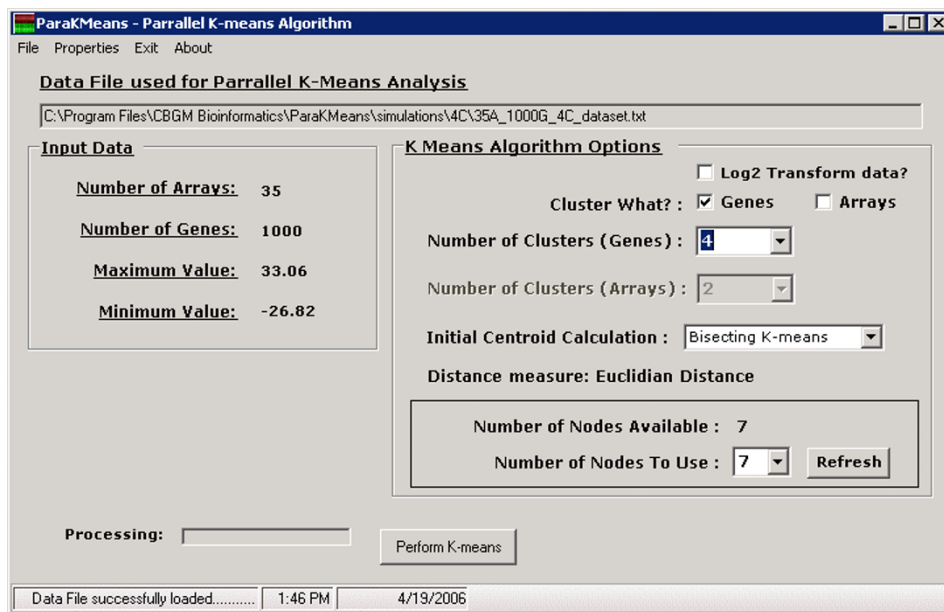 ParaKMeans - Parrallel K-means Algorithm
File Properties Exit About
Data File used for Parrallel K-Means Analysis
C:\Program Files\CBGM Bioinformatics\ParaKMeans\simulations\4C\35A_1000G_4C_dataset.txt
Input Data
Number of Arrays: 35
Number of Genes: 1000
Maximum Value: 33.06
Minimum Value: -26.82
K Means Algorithm Options
Log2 Transform data?
Cluster What? : Genes Arrays
Number of Clusters (Genes) : 4
Number of Clusters (Arrays) : 2
Initial Centroid Calculation : Bisecting K-means
Distance measure: Euclidian Distance
Number of Nodes Available : 7
Number of Nodes To Use : 7 Refresh
Processing:
Perform K-means
Data File successfully loaded........... 1:46 PM 4/19/2006